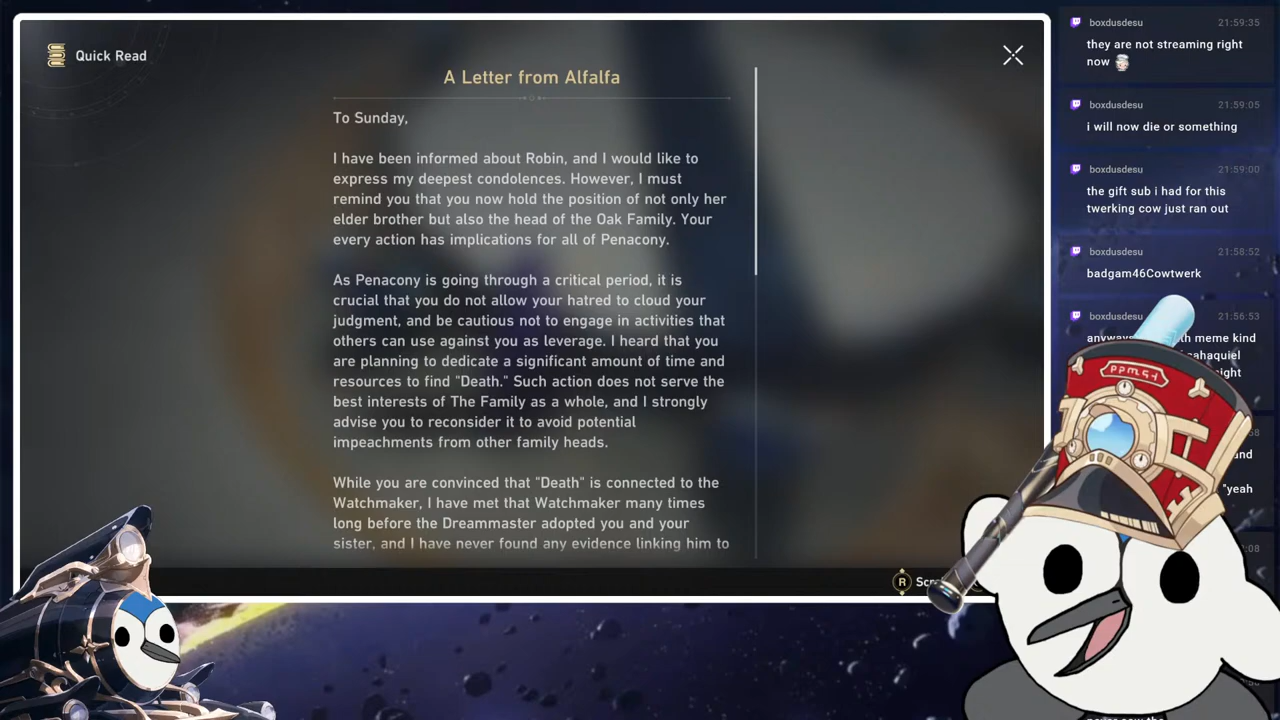 Quick Read
A Letter from Alfalfa
To Sunday,
I have been informed about Robin, and I would like to
express my deepest condolences. However, I must
remind you that you now hold the position of not only her
elder brother but also the head of the Oak Family. Your
every action has implications for all of Penacony.
As Penacony is going through a critical period, it is
crucial that you do not allow your hatred to cloud your
judgment, and be cautious not to engage in activities that
others can use against you as leverage. I heard that you
are planning to dedicate a significant amount of time and
resources to find "Death." Such action does not serve the
best interests of The Family as a whole, and I strongly
advise you to reconsider it to avoid potential
impeachments from other family heads.
While you are convinced that "Death" is connected to the
Watchmaker, I have met that Watchmaker many times
long before the Dreammaster adopted you and your
sister, and I have never found any evidence linking him to
R
boxdusdesu 21:59:35
they are not streaming right
now
boxdusdesu 21:59:05
i will now die or something
boxdusdesu 21:59:00
the gift sub i had for this
twerking cow just ran out
boxdusdesu 21:58:52
badgam46Cowtwerk
boxdusdesu 21:56:53
meme kind
"yeah